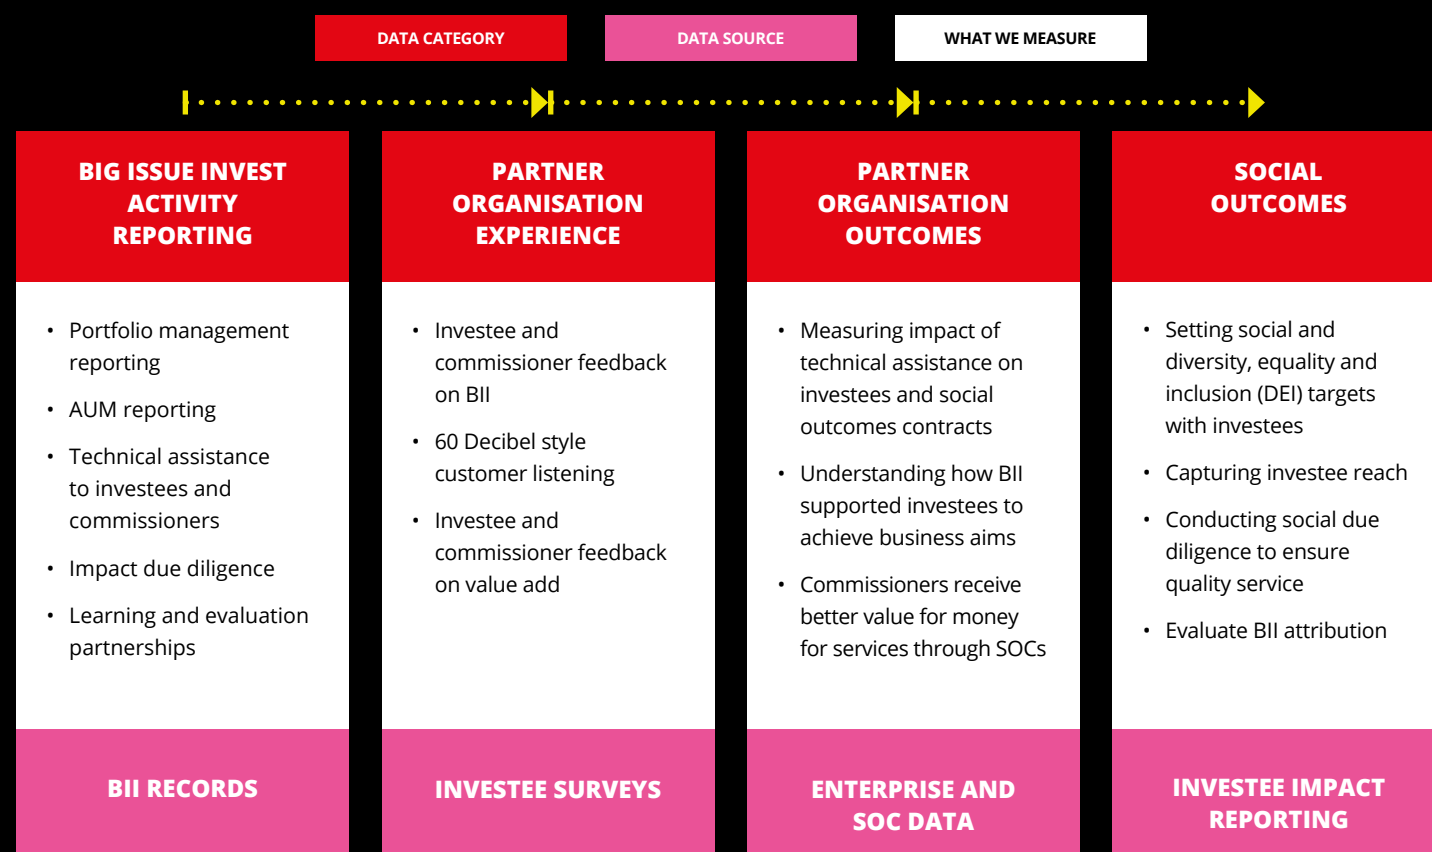 DATA CATEGORY
DATA SOURCE
WHAT WE MEASURE
BIG ISSUE INVEST
ACTIVITY
REPORTING
• Portfolio management
reporting
• AUM reporting
• Technical assistance
to investees and
commissioners
• Impact due diligence
• Learning and evaluation
partnerships
BII RECORDS
PARTNER
ORGANISATION
EXPERIENCE
• Investee and
commissioner feedback
on BII
• 60 Decibel style
customer listening
• Investee and
commissioner feedback
on value add
INVESTEE SURVEYS
PARTNER
ORGANISATION
OUTCOMES
• Measuring impact of
technical assistance on
investees and social
outcomes contracts
• Understanding how BII
supported investees to
achieve business aims
• Commissioners receive
better value for money
for services through SOCs
ENTERPRISE AND
SOC DATA
SOCIAL
OUTCOMES
• Setting social and
diversity, equality and
inclusion (DEI) targets
with investees
• Capturing investee reach
• Conducting social due
diligence to ensure
quality service
• Evaluate BII attribution
INVESTEE IMPACT
REPORTING